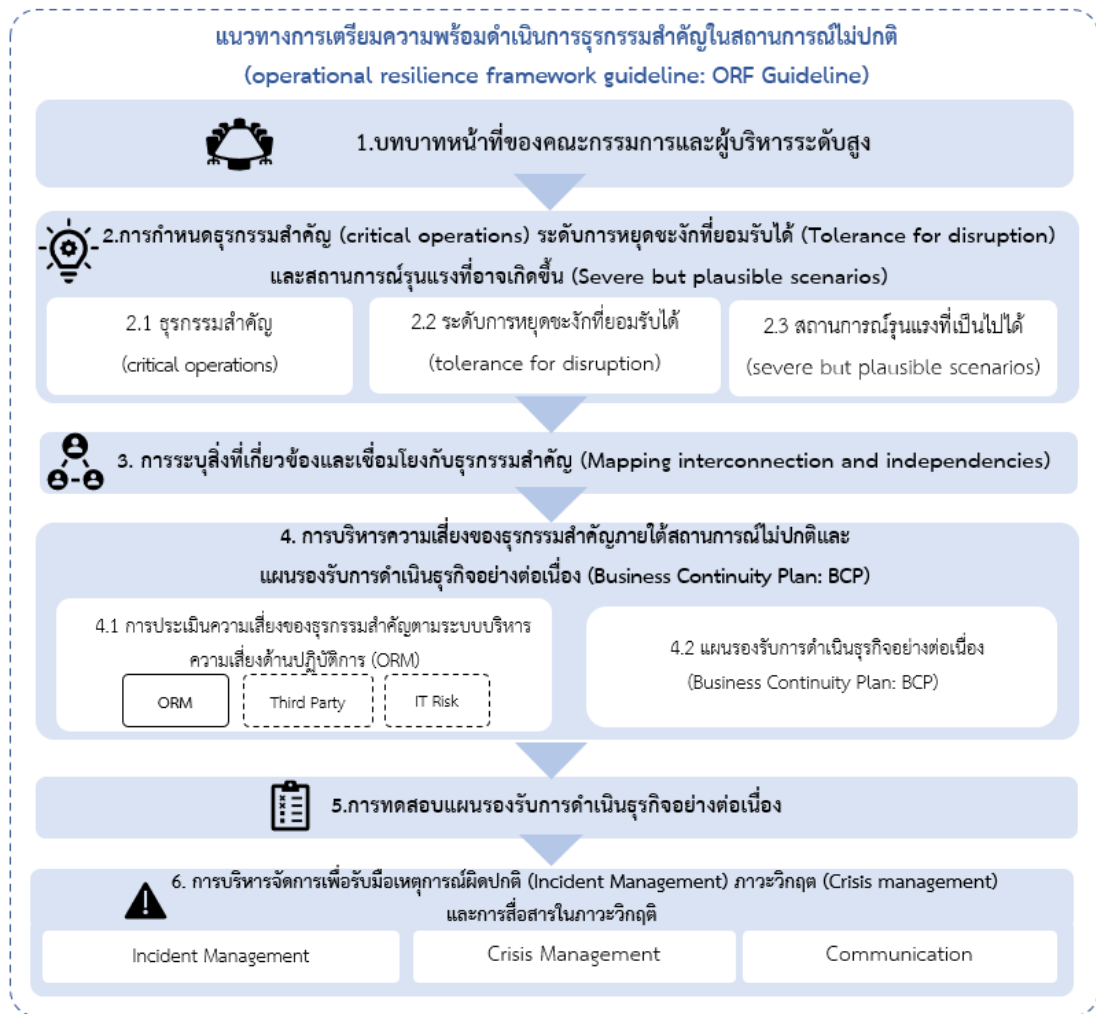 แนวทางการเตรียมความพร้อมดำเนินการธุรกรรมสำคัญในสถานการณ์ไม่ปกติ
(operational resilience framework guideline: ORF Guideline)
1.บทบาทหน้าที่ของคณะกรรมการและผู้บริหารระดับสูง
2.การกำหนดธุรกรรมสำคัญ (critical operations) ระดับการหยุดชะงักที่ยอมรับได้ (Tolerance for disruption)
และสถานการณ์รุนแรงที่อาจเกิดขึ้น (Severe but plausible scenarios)
2.1 ธุรกรรมสำคัญ
(critical operations)
2.2 ระดับการหยุดชะงักที่ยอมรับได้
(tolerance for disruption)
2.3 สถานการณ์รุนแรงที่เป็นไปได้
(severe but plausible scenarios)
3. การระบุสิ่งที่เกี่ยวข้องและเชื่อมโยงกับธุรกรรมสำคัญ (Mapping interconnection and independencies)
4. การบริหารความเสี่ยงของธุรกรรมสำคัญภายใต้สถานการณ์ไม่ปกติและ
แผนรองรับการดำเนินธุรกิจอย่างต่อเนื่อง (Business Continuity Plan: BCP)
4.1 การประเมินความเสี่ยงของธุรกรรมสำคัญตามระบบบริหาร
ความเสี่ยงด้านปฏิบัติการ (ORM)
ORM
Third Party
IT Risk
4.2 แผนรองรับการดำเนินธุรกิจอย่างต่อเนื่อง
(Business Continuity Plan: BCP)
5.การทดสอบแผนรองรับการดำเนินธุรกิจอย่างต่อเนื่อง
6. การบริหารจัดการเพื่อรับมือเหตุการณ์ผิดปกติ (Incident Management) ภาวะวิกฤต (Crisis management)
และการสื่อสารในภาวะวิกฤติ
Incident Management
Crisis Management
Communication